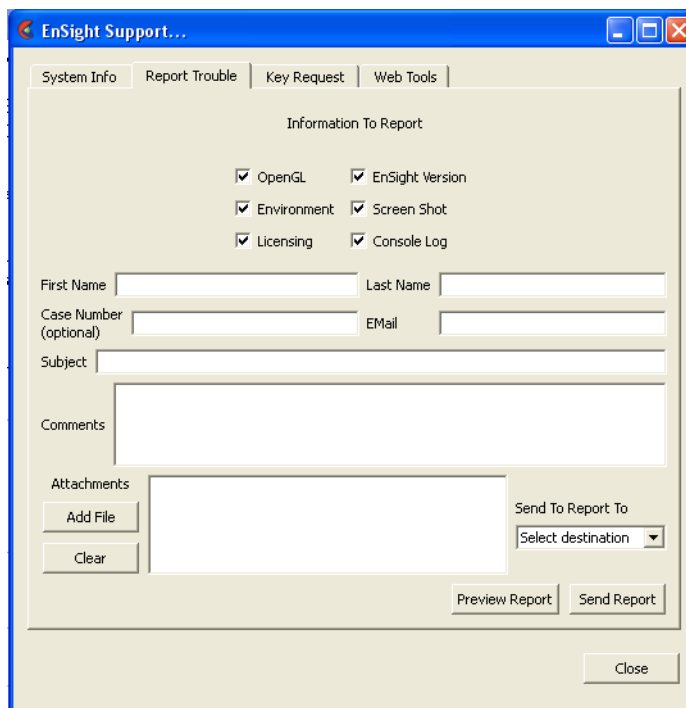 EnSight Support...
System Info Report Trouble Key Request Web Tools
Information To Report
OpenGL EnSight Version
Environment Screen Shot
Licensing Console Log
First Name Last Name
Case Number
(optional) EMail
Subject
Comments
Attachments
Add File
Clear
Send To Report To
Select destination
Preview Report Send Report
Close